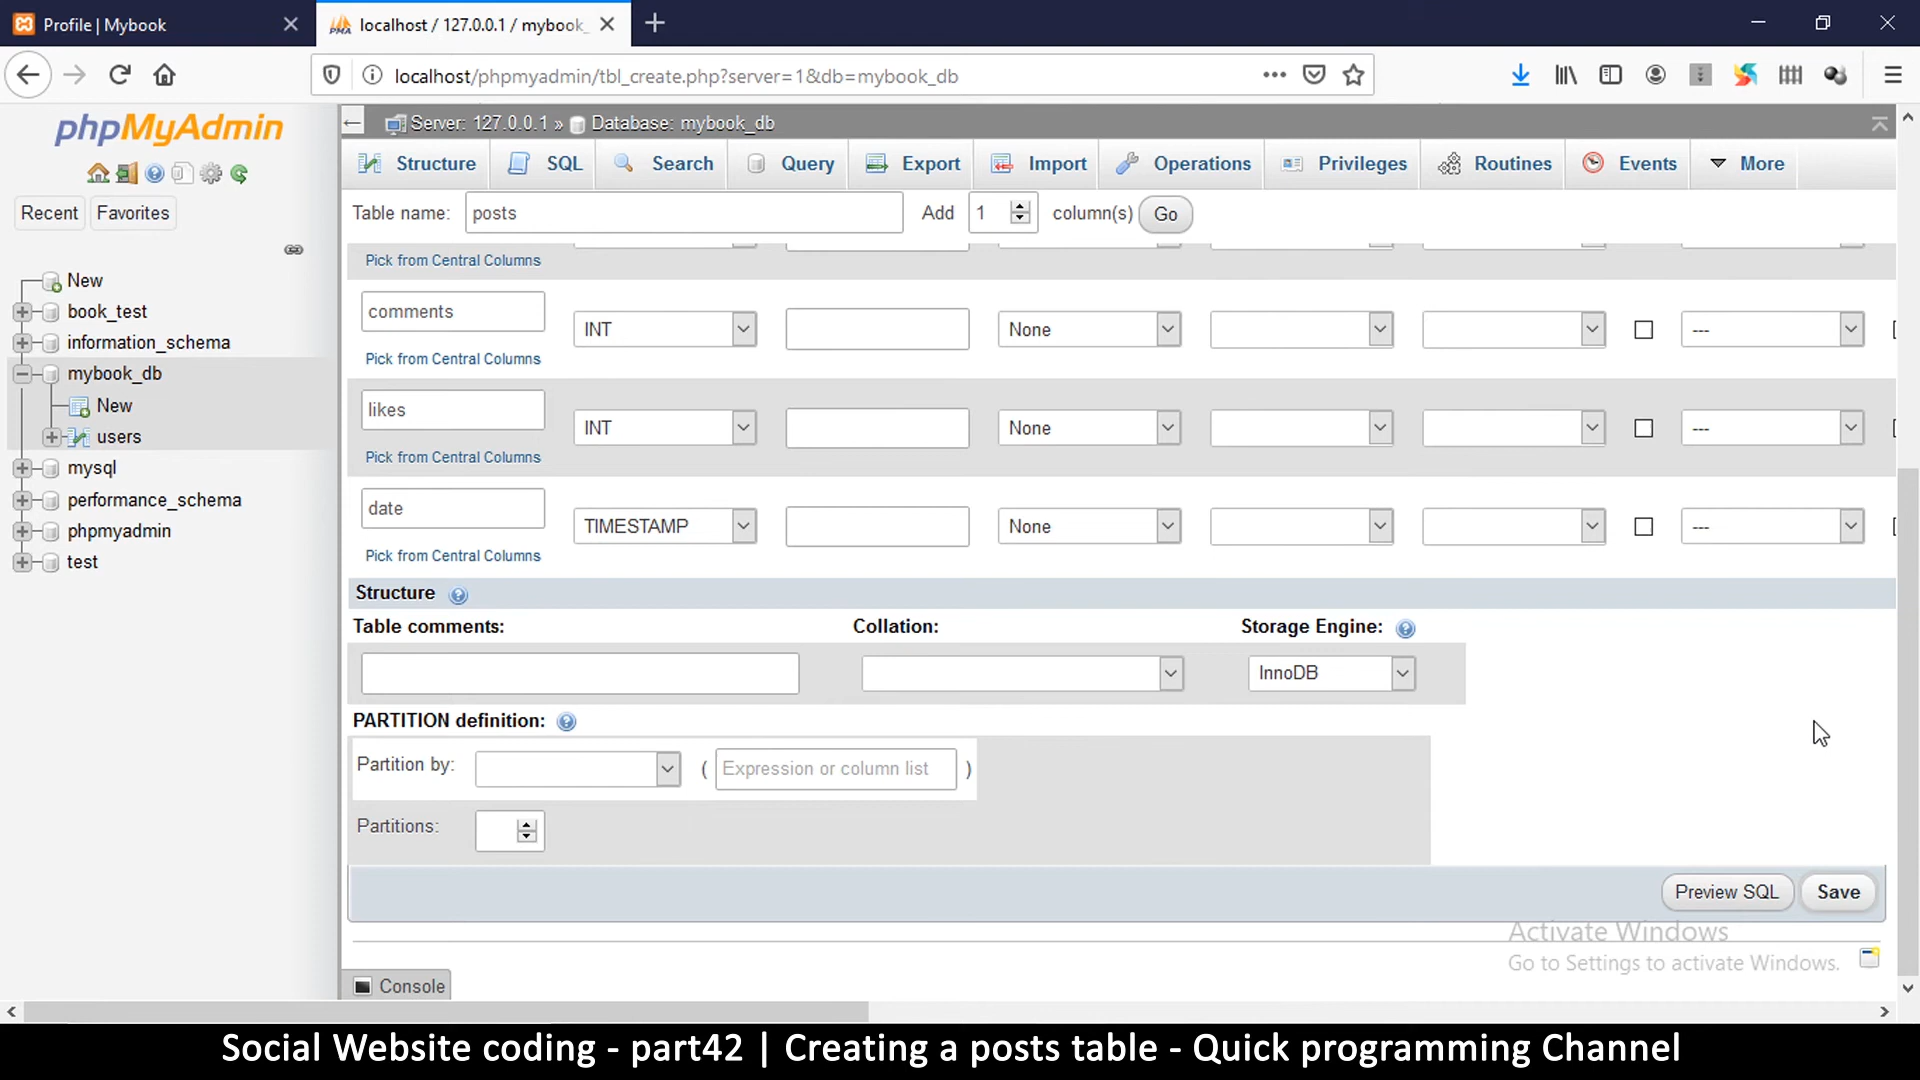 Profile | Mybook
localhost / 127.0.0.1 / mybook_
localhost/phpmyadmin/tbl_create.php?server=1&db=mybook_db
phpMyAdmin
Server: 127.0.0.1 » Database: mybook_db
Structure SQL Search Query Export Import Operations Privileges Routines Events More
Recent Favorites
Table name: posts Add 1 column(s) Go
New
book_test
information_schema
mybook_db
New
users
mysql
performance_schema
phpmyadmin
test
Pick from Central Columns
comments INT None ---
Pick from Central Columns
likes INT None ---
Pick from Central Columns
date TIMESTAMP None ---
Pick from Central Columns
Structure
Table comments: Collation: Storage Engine:
InnoDB
PARTITION definition:
Partition by: ( Expression or column list )
Partitions:
Preview SQL Save
Activate Windows
Go to Settings to activate Windows.
Console
Social Website coding - part42 | Creating a posts table - Quick programming Channel